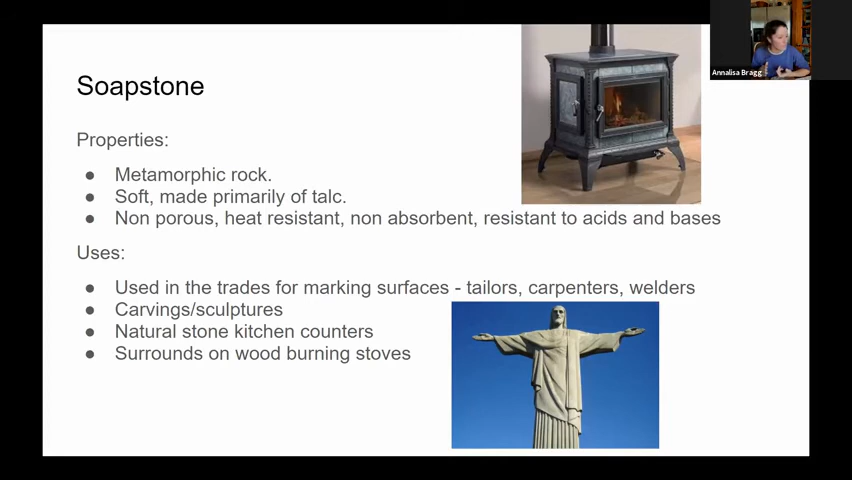 Soapstone
Annalisa Bragg
Properties:
● Metamorphic rock.
● Soft, made primarily of talc.
● Non porous, heat resistant, non absorbent, resistant to acids and bases
Uses:
● Used in the trades for marking surfaces - tailors, carpenters, welders
● Carvings/sculptures
● Natural stone kitchen counters
● Surrounds on wood burning stoves